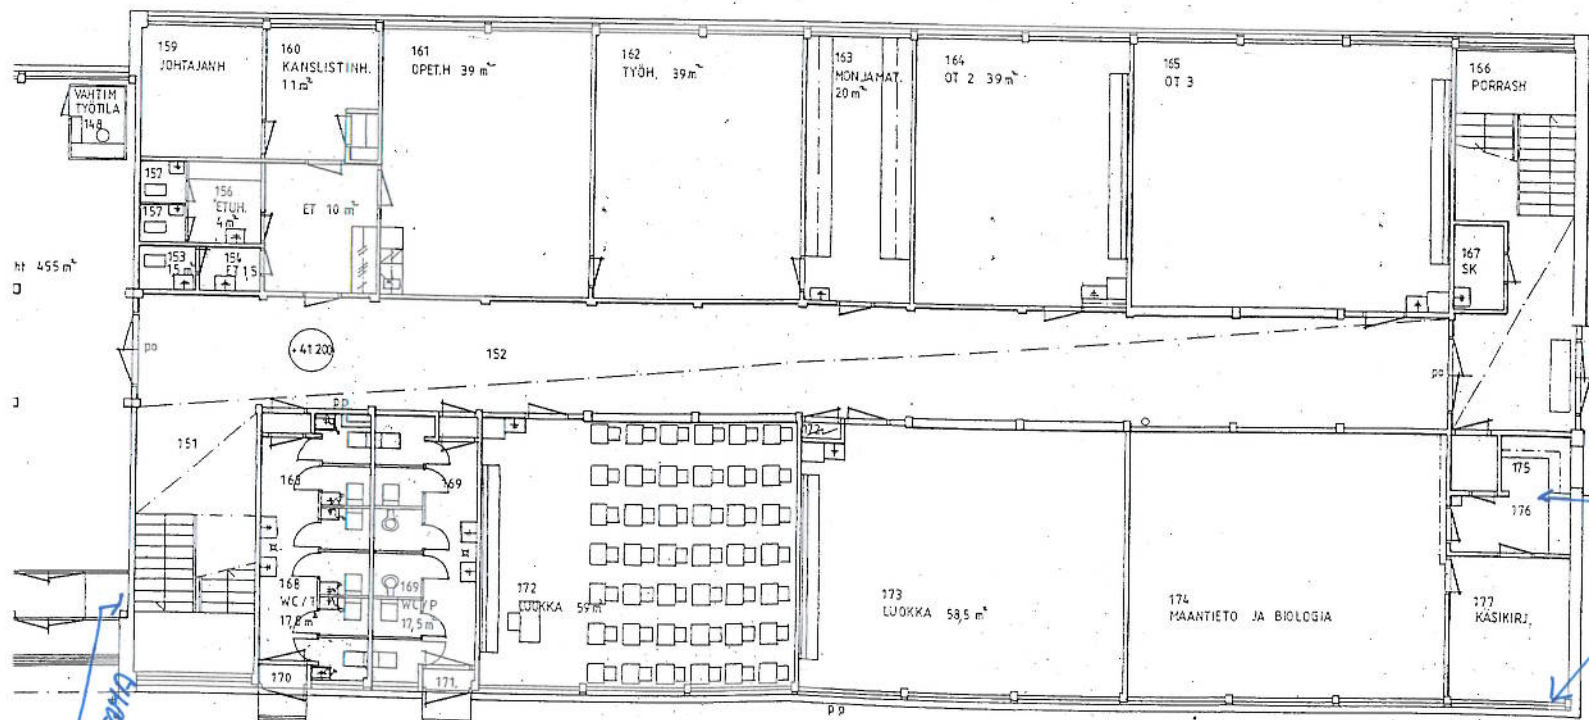 159
JOHTAJANH
160
KANSLISTINH.
11 m²
161
OPET.H 39 m²
162
TYÖH. 39 m²
163
MON.JAMAT.
20 m²
164
OT 2 39 m²
165
OT 3
166
PORRASH
VAHTIM
TYÖTILA
148
157
157
156
ETUH.
4 m²
ET 10 m²
153
1,5 m²
154
ET 1,5
ht 455 m²
167
SK
po
+41 200
152
po
pp
151
168
169
175
176
168
WC/T
17,8 m²
169
WC/P
17,5 m
172
LUOKKA 59 m²
173
LUOKKA 58,5 m²
174
MAANTIETO JA BIOLOGIA
177
KÄSIKIRJ.
170
171.
pp